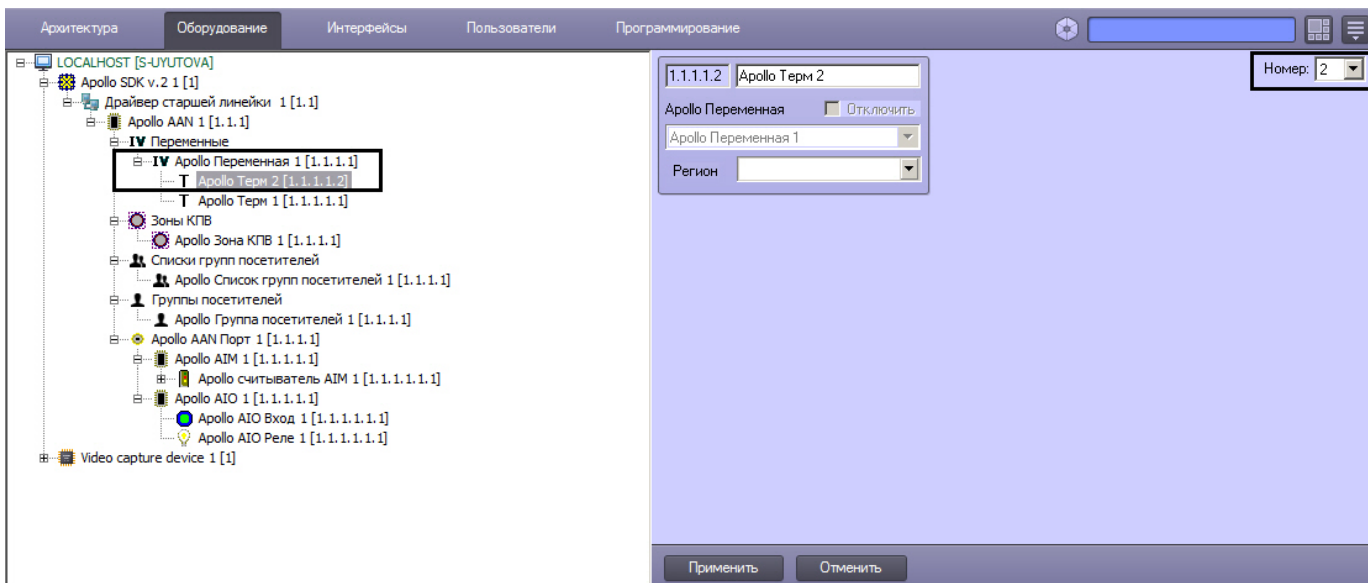 Архитектура Оборудование Интерфейсы Пользователи Программирование
LOCALHOST [S-UYUTOVA]
Apollo SDK v.2 1 [1]
Драйвер старшей линейки 1 [1.1]
Apollo AAN 1 [1.1.1]
IV Переменные
IV Apollo Переменная 1 [1.1.1.1]
T Apollo Терм 2 [1.1.1.1.2]
T Apollo Терм 1 [1.1.1.1.1]
Зоны КПВ
Apollo Зона КПВ 1 [1.1.1.1]
Списки групп посетителей
Apollo Список групп посетителей 1 [1.1.1.1]
Группы посетителей
Apollo Группа посетителей 1 [1.1.1.1]
Apollo AAN Порт 1 [1.1.1.1]
Apollo AIM 1 [1.1.1.1.1]
Apollo считыватель AIM 1 [1.1.1.1.1.1]
Apollo AIO 1 [1.1.1.1.1]
Apollo AIO Вход 1 [1.1.1.1.1.1]
Apollo AIO Реле 1 [1.1.1.1.1.1]
Video capture device 1 [1]
1.1.1.1.2 Apollo Терм 2
Apollo Переменная Отключить
Apollo Переменная 1
Регион
Номер: 2
Применить Отменить